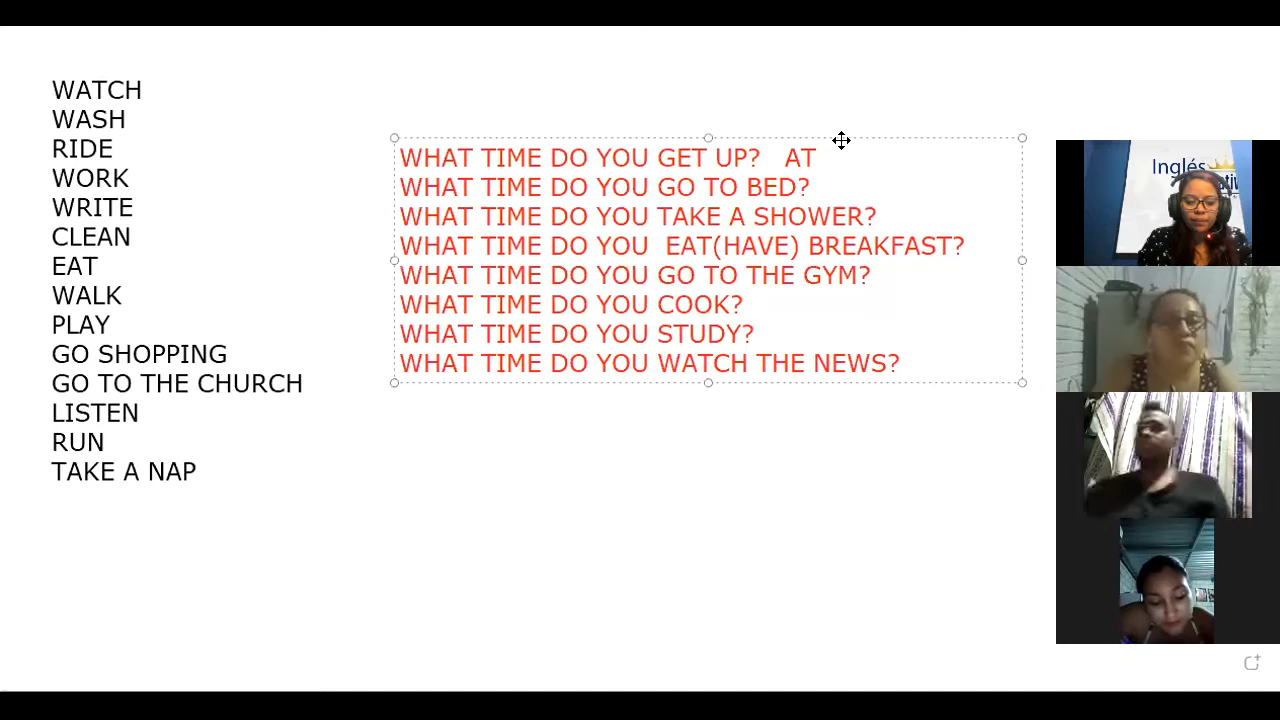 WATCH
WASH
RIDE
WORK
WRITE
CLEAN
EAT
WALK
PLAY
GO SHOPPING
GO TO THE CHURCH
LISTEN
RUN
TAKE A NAP
WHAT TIME DO YOU GET UP? AT
WHAT TIME DO YOU GO TO BED?
WHAT TIME DO YOU TAKE A SHOWER?
WHAT TIME DO YOU EAT(HAVE) BREAKFAST?
WHAT TIME DO YOU GO TO THE GYM?
WHAT TIME DO YOU COOK?
WHAT TIME DO YOU STUDY?
WHAT TIME DO YOU WATCH THE NEWS?
Inglés